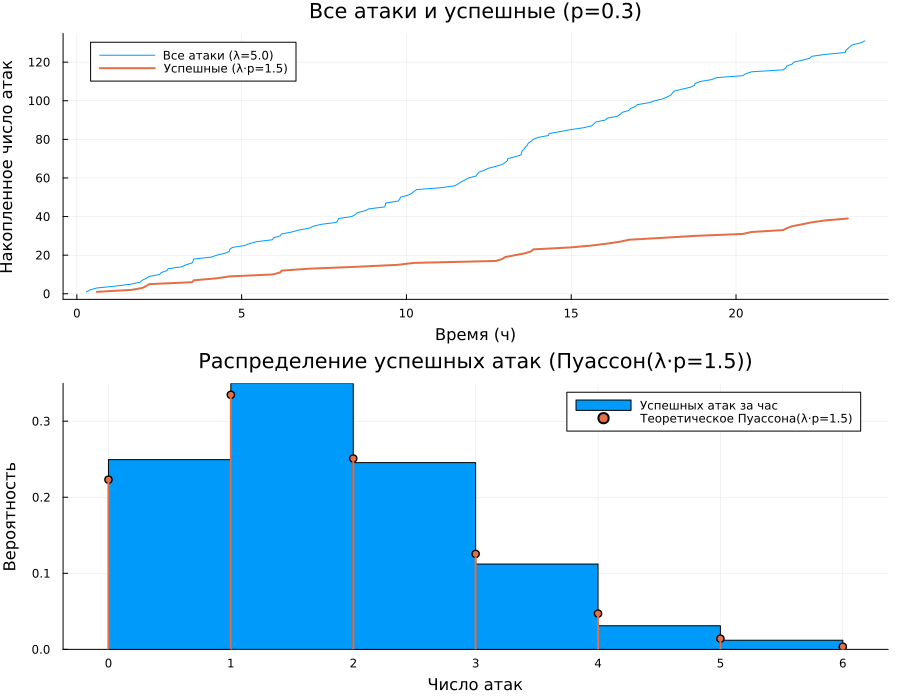 Все атаки и успешные (p=0.3)
Накопленное число атак
120
100
80
60
40
20
0
Все атаки (λ=5.0)
Успешные (λ·p=1.5)
0 5 10 15 20
Время (ч)
Распределение успешных атак (Пуассон(λ·p=1.5))
Вероятность
0.3
0.2
0.1
0.0
Успешных атак за час
Теоретическое Пуассона(λ·p=1.5)
0 1 2 3 4 5 6
Число атак